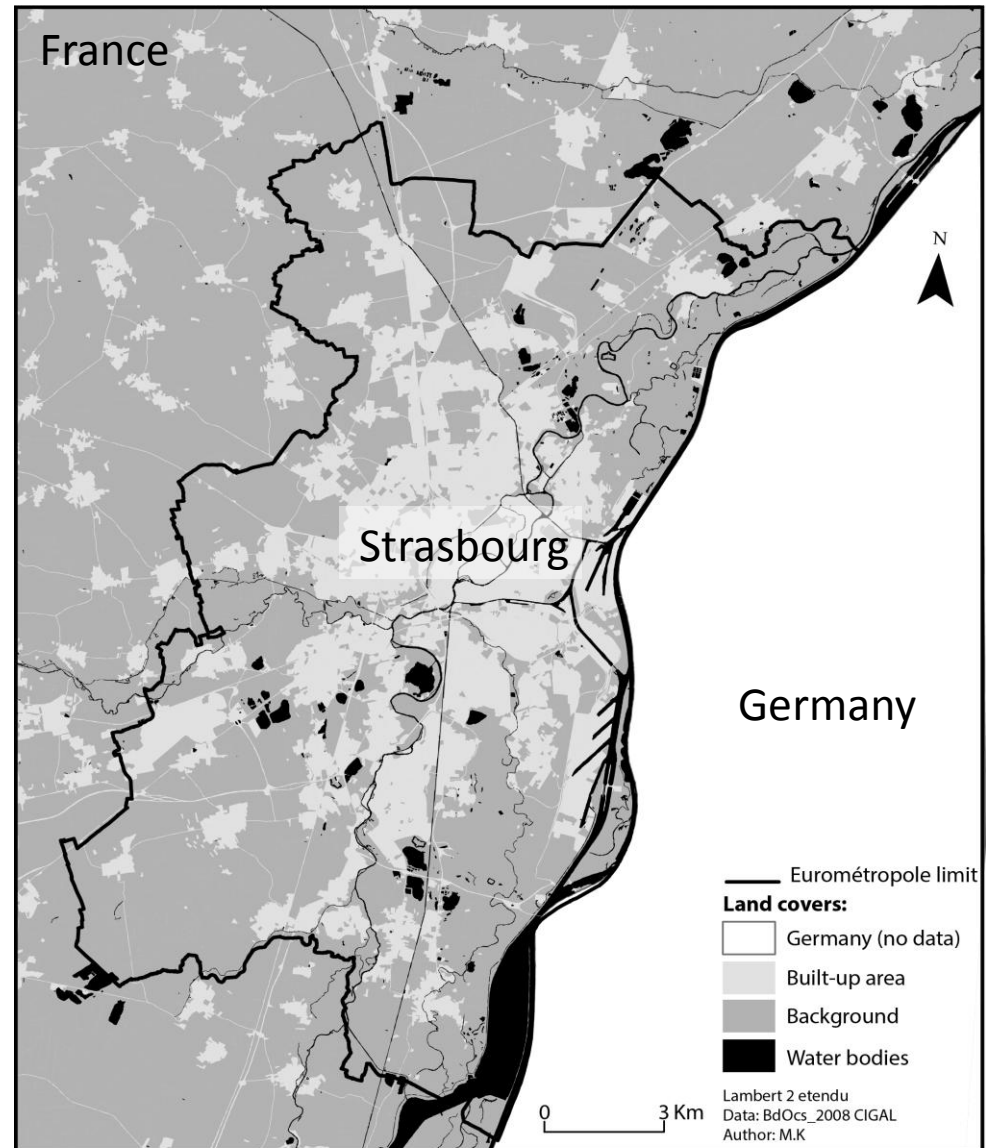 France
N
Strasbourg
Germany
Eurométropole limit
Land covers:
Germany (no data)
Built-up area
Background
Water bodies
Lambert 2 etendu
Data: BdOcs_2008 CIGAL
Author: M.K
0 3 Km